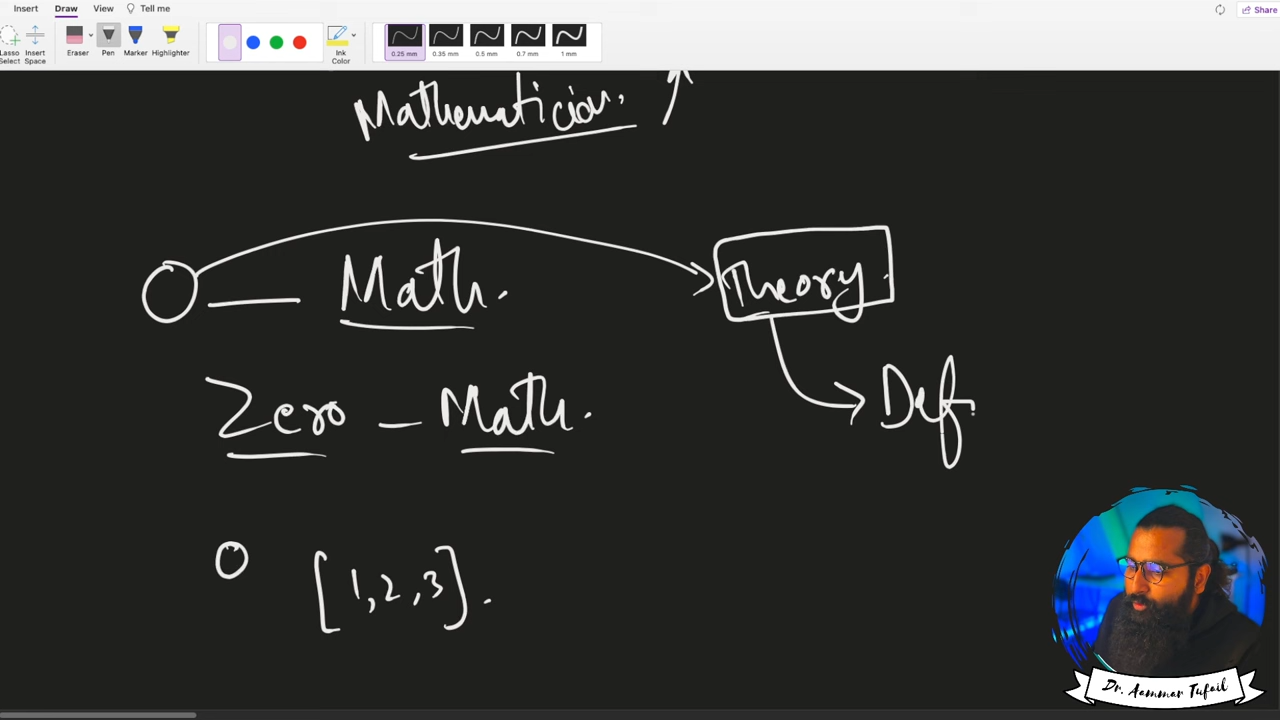 Insert Draw View Tell me
Share
Lasso Select
Insert Space
Eraser
Pen
Marker
Highlighter
Ink Color
0.25 mm
0.35 mm
0.5 mm
0.7 mm
1 mm
Mathematician.
O — Math.
Theory.
Zero - Math.
Def
0 [1,2,3].
Dr. Aammar Tufail